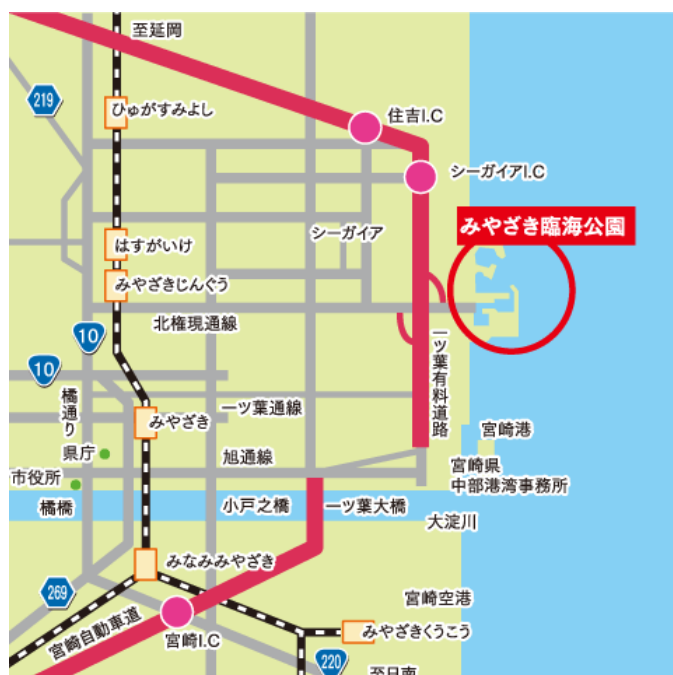 至延岡
219
ひゅがすみよし
住吉I.C
シーガイアI.C
みやざき臨海公園
シーガイア
はすがいけ
みやざきじんぐう
北権現通線
10
10
一ツ葉有料道路
橘通り
一ツ葉通線
みやざき
宮崎港
県庁
旭通線
宮崎県
中部港湾事務所
市役所
橘橋
小戸之橋
一ツ葉大橋
大淀川
みなみみやざき
269
宮崎空港
宮崎自動車道
宮崎I.C
みやざきくうこう
220
至日南